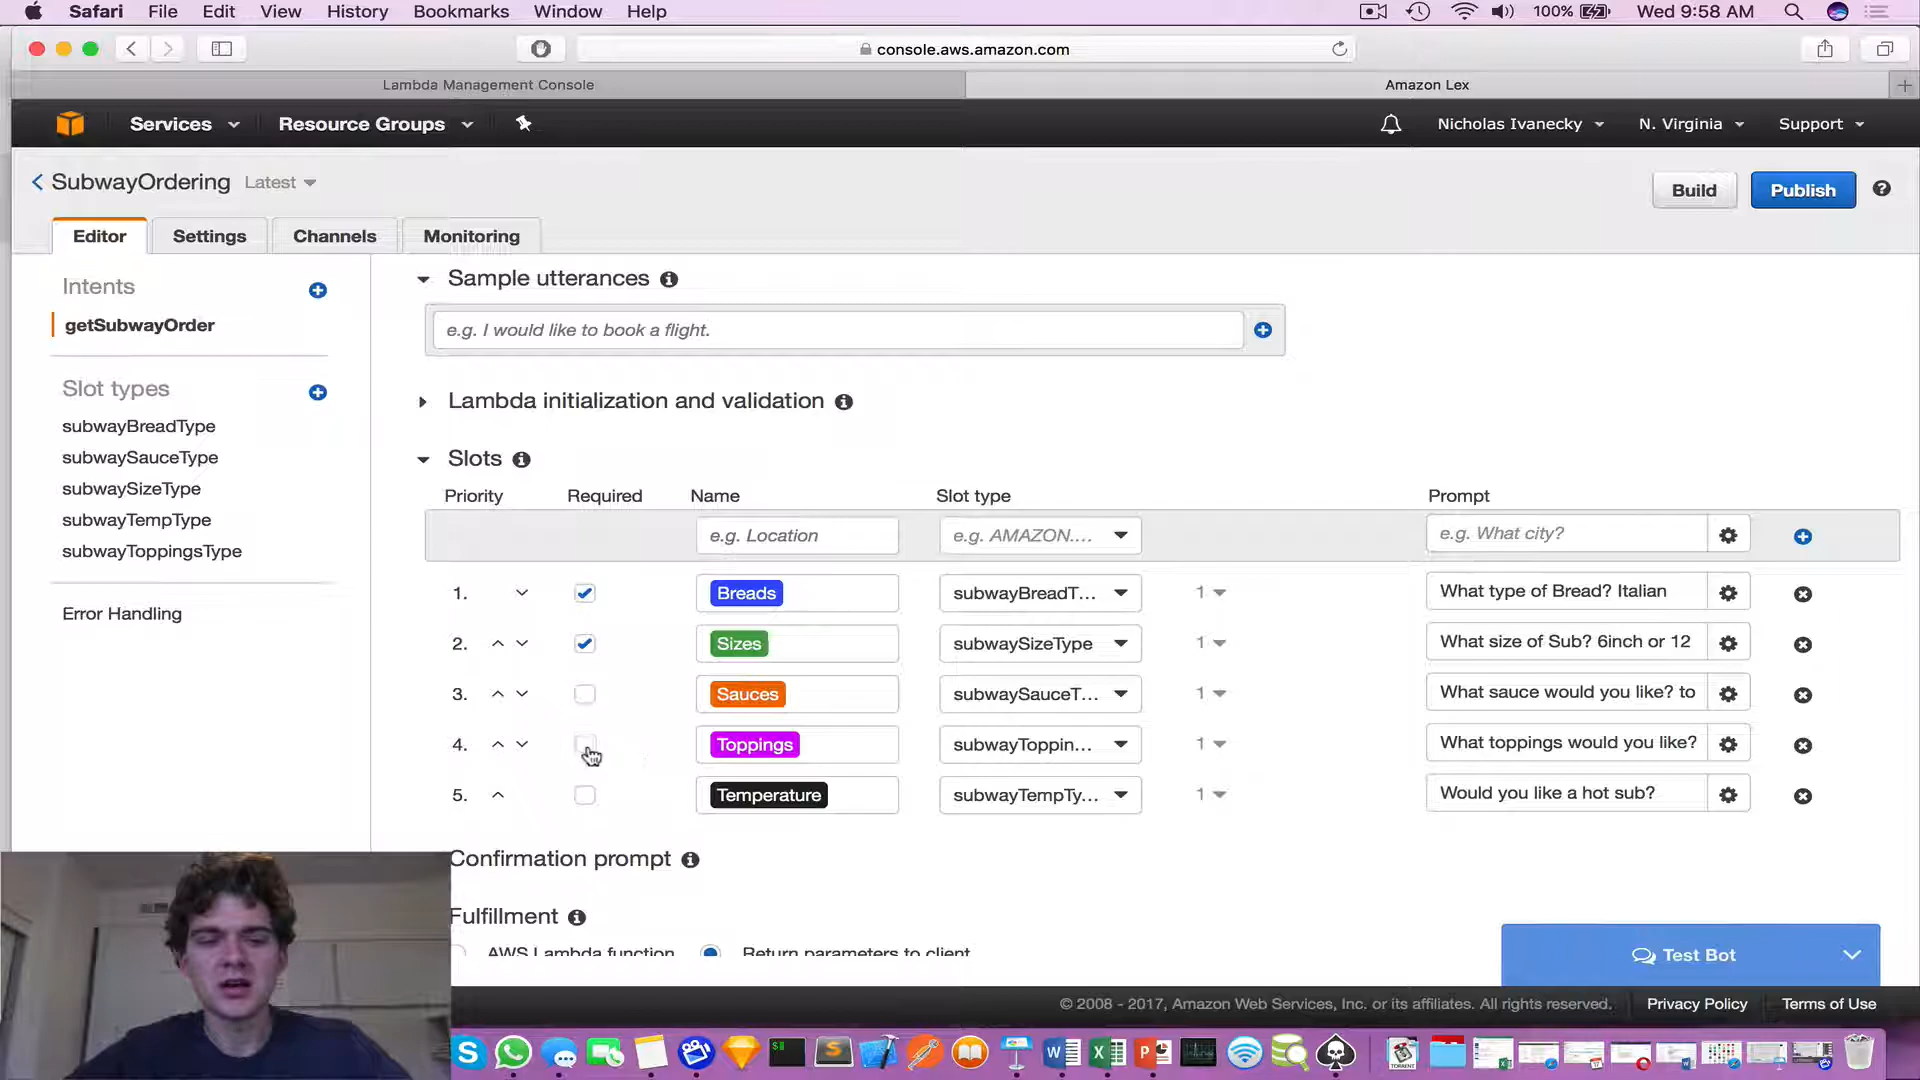 Safari File Edit View History Bookmarks Window Help 100% Wed 9:58 AM
console.aws.amazon.com
Lambda Management Console Amazon Lex
Services Resource Groups Nicholas Ivanecky N. Virginia Support
SubwayOrdering Latest Build Publish
Editor Settings Channels Monitoring
Intents
getSubwayOrder
Slot types
subwayBreadType
subwaySauceType
subwaySizeType
subwayTempType
subwayToppingsType
Error Handling
Sample utterances
e.g. I would like to book a flight.
Lambda initialization and validation
Slots
Priority Required Name Slot type Prompt
e.g. Location e.g. AMAZON.... e.g. What city?
1. Breads subwayBreadT... 1 What type of Bread? Italian
2. Sizes subwaySizeType 1 What size of Sub? 6inch or 12
3. Sauces subwaySauceT... 1 What sauce would you like? to
4. Toppings subwayToppin... 1 What toppings would you like?
5. Temperature subwayTempTy... 1 Would you like a hot sub?
Confirmation prompt
Fulfillment
AWS Lambda function Return parameters to client
Test Bot
© 2008 - 2017, Amazon Web Services, Inc. or its affiliates. All rights reserved. Privacy Policy Terms of Use